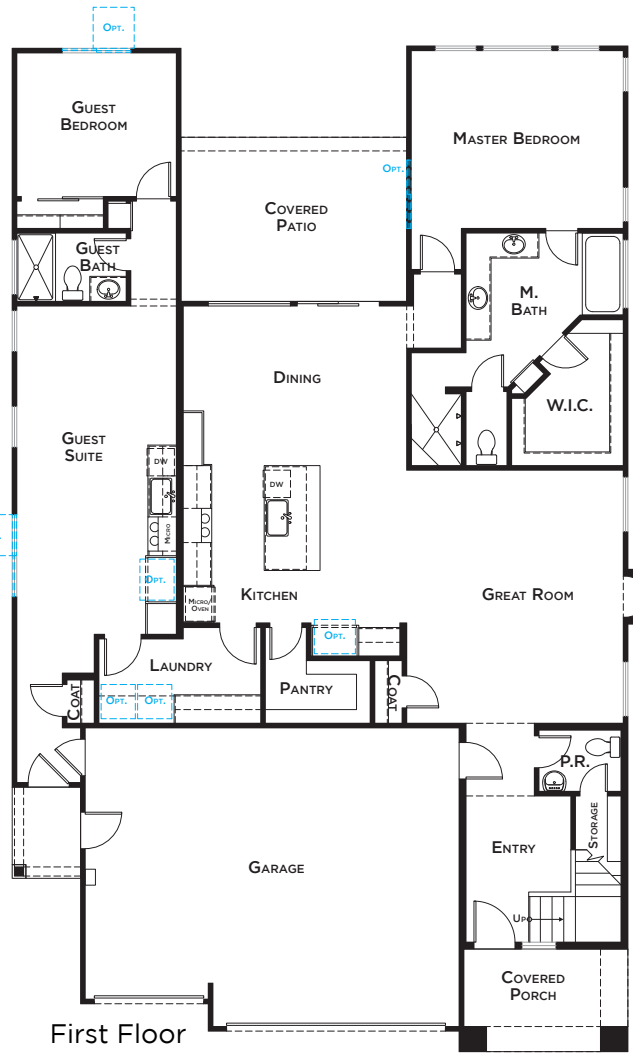 Opt.
Guest
Bedroom
Master Bedroom
Opt.
Covered
Patio
Guest
Bath
M.
Bath
Dining
W.I.C.
Guest
Suite
DW
DW
Micro
Opt.
Micro/
Oven
Kitchen
Great Room
Opt.
Laundry
Pantry
Coat
Coat
Opt.
Opt.
P.R.
Storage
Entry
Garage
Up
Covered
Porch
First Floor